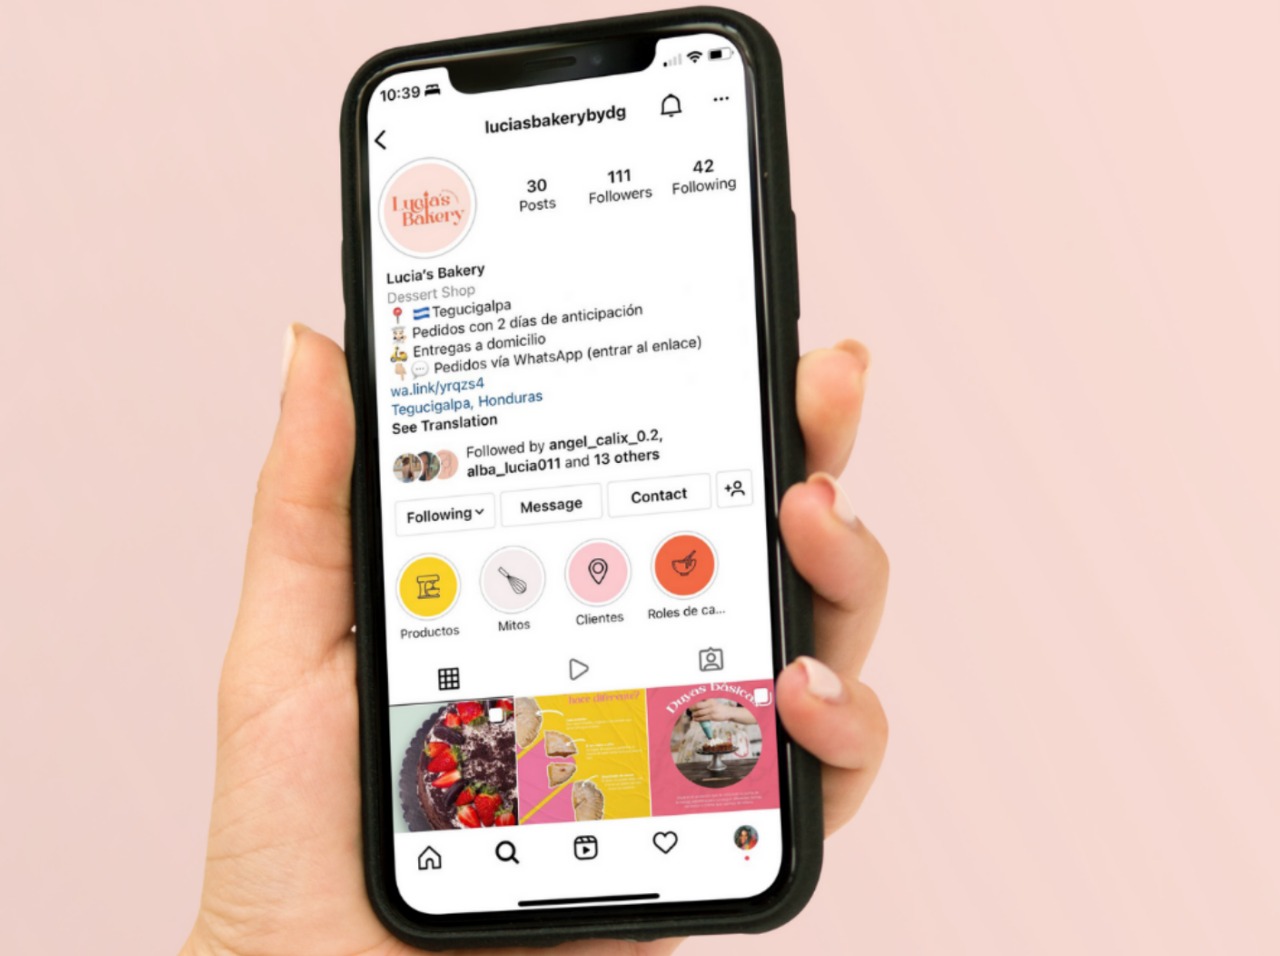 10:39
luciasbakerybydg
Lucia's
Bakery
30
Posts
111
Followers
42
Following
Lucia's Bakery
Dessert Shop
Tegucigalpa
Pedidos con 2 días de anticipación
Entregas a domicilio
Pedidos vía WhatsApp (entrar al enlace)
wa.link/yrqzs4
Tegucigalpa, Honduras
See Translation
Followed by angel_calix_0.2,
alba_lucia011 and 13 others
Following
Message
Contact
Productos
Mitos
Clientes
Roles de ca...
hace diferente?
Duyas básicas